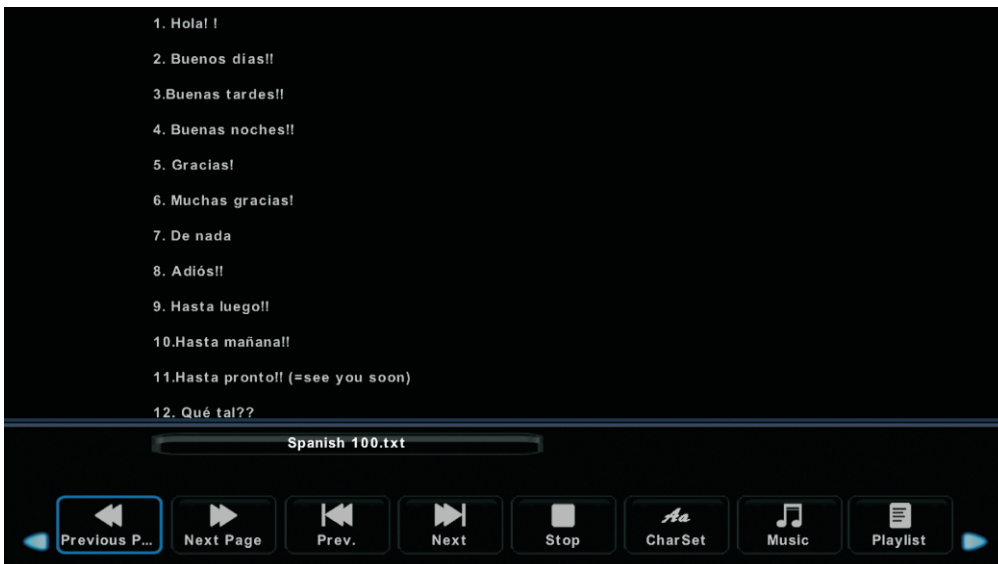 1. Hola! !
2. Buenos días!!
3.Buenas tardes!!
4. Buenas noches!!
5. Gracias!
6. Muchas gracias!
7. De nada
8. Adiós!!
9. Hasta luego!!
10.Hasta mañana!!
11.Hasta pronto!! (=see you soon)
12. Qué tal??
Spanish 100.txt
Previous P... Next Page Prev. Next Stop Aa CharSet Music Playlist